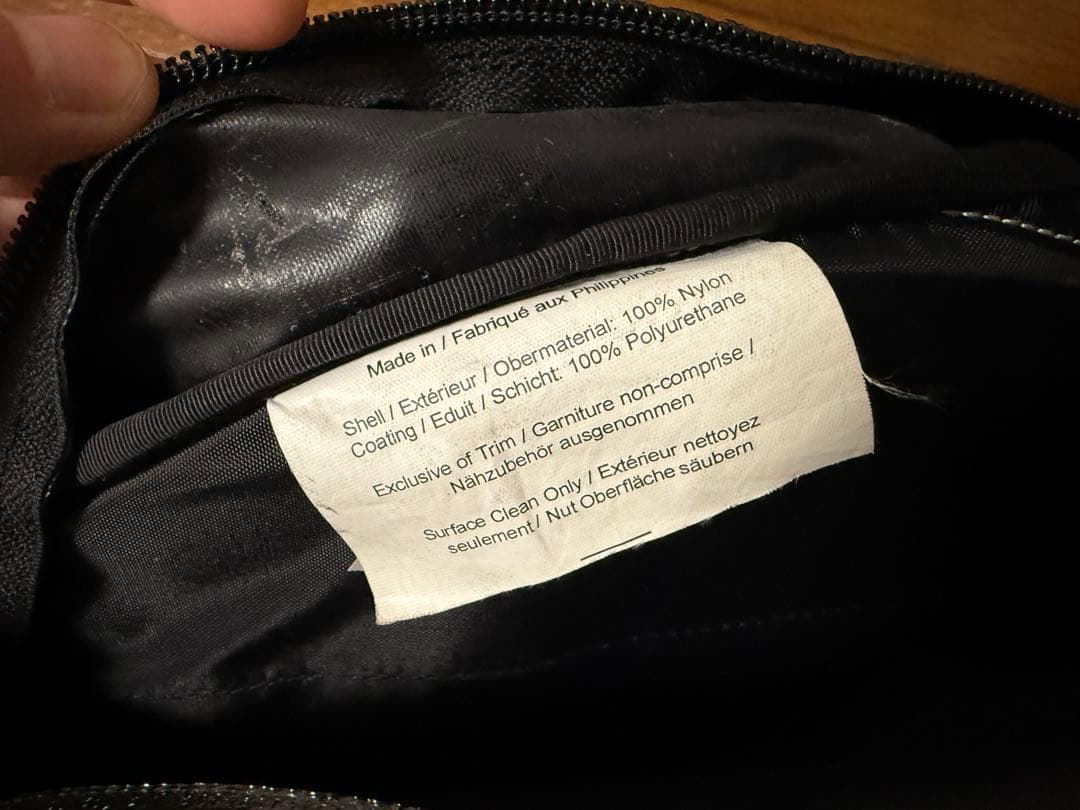 Made in / Fabriqué aux Philippines
Shell / Extérieur / Obermaterial: 100% Nylon
Coating / Eduit / Schicht: 100% Polyurethane
Exclusive of Trim / Garniture non-comprise /
Nähzubehör ausgenommen
Surface Clean Only / Extérieur nettoyez
seulement / Nut Oberfläche säubern